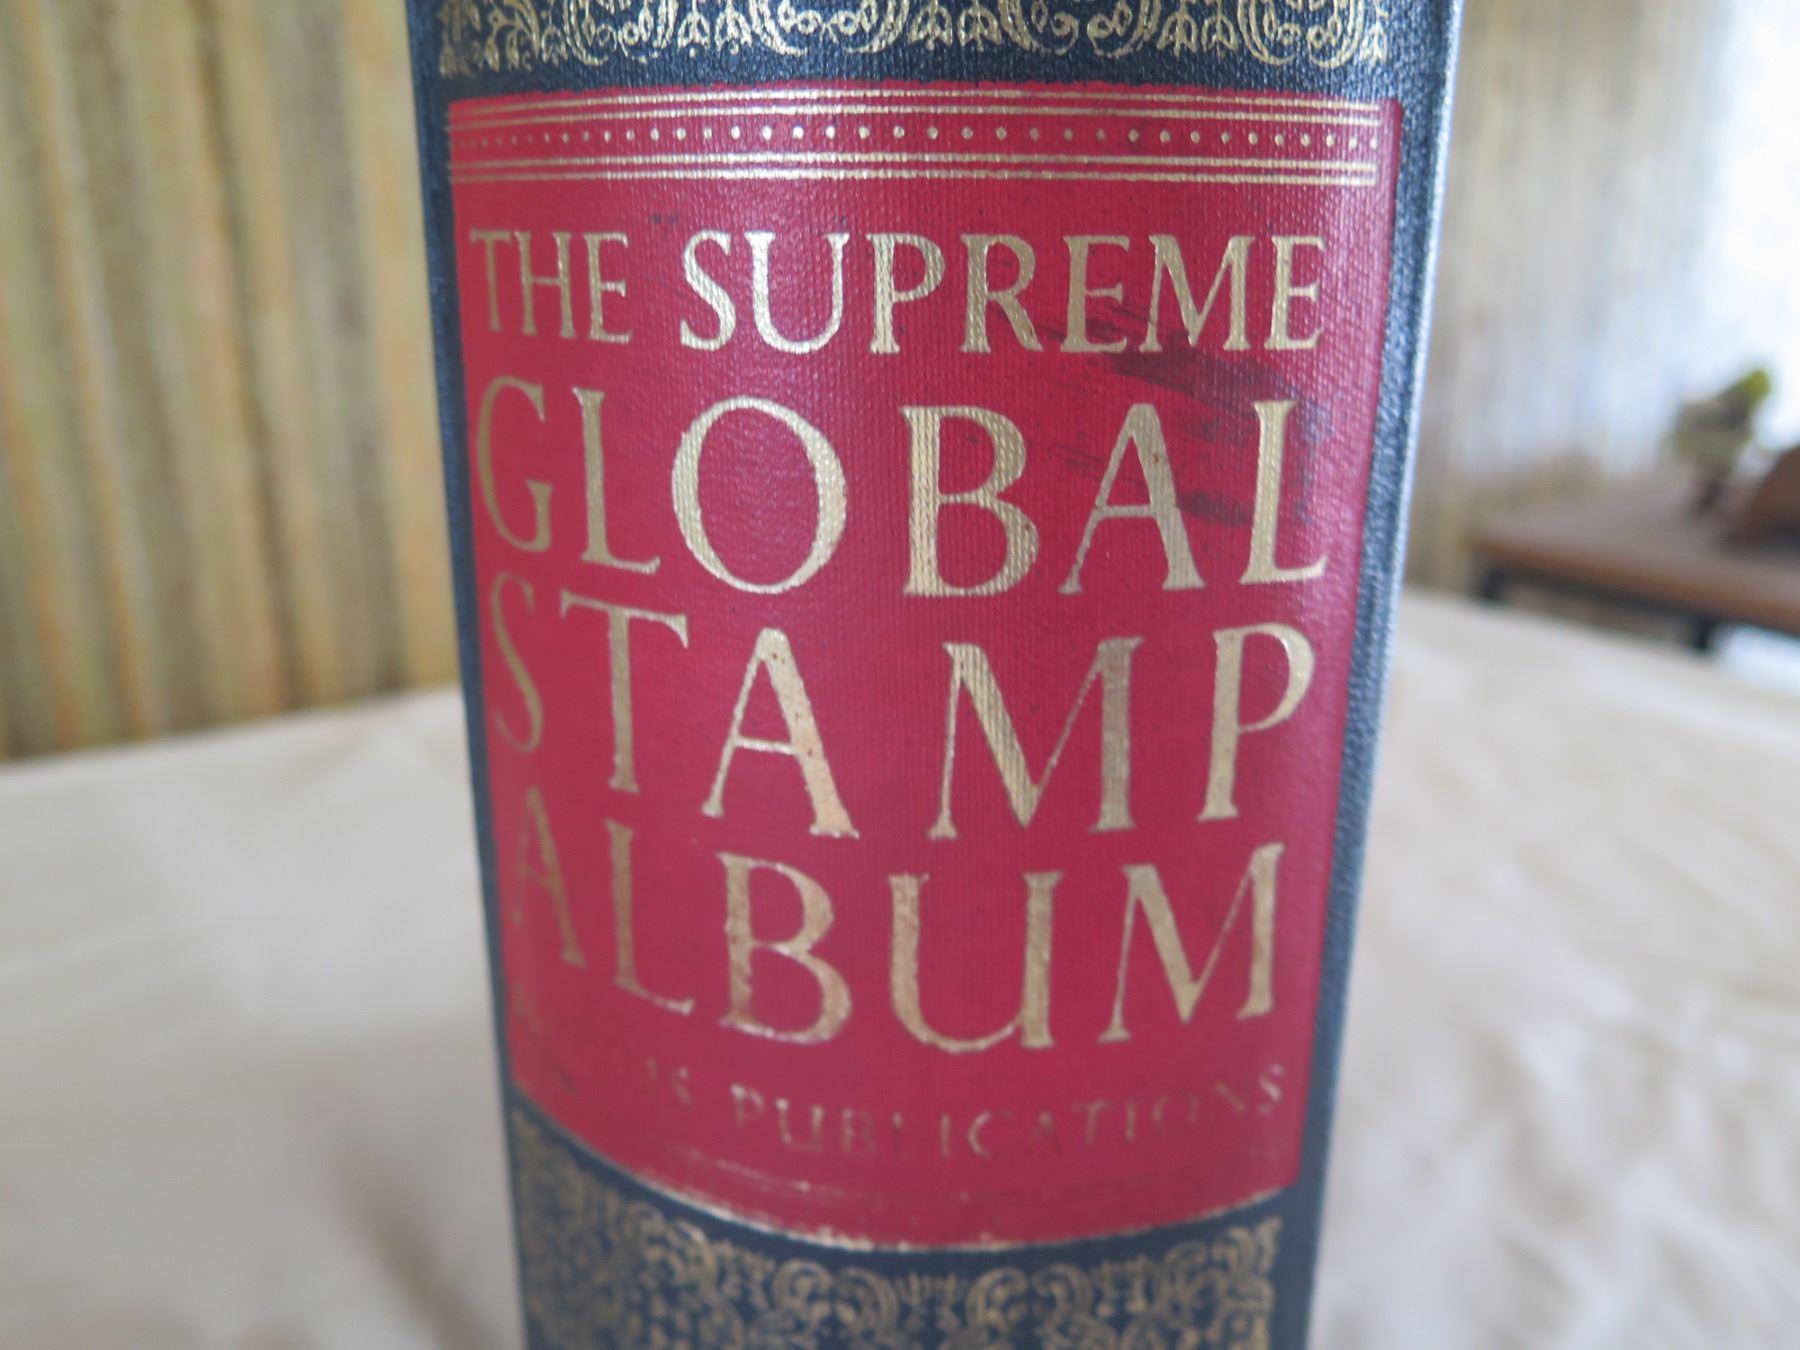 THE SUPREME
GLOBAL
STAMP
ALBUM
PUBLICATIONS